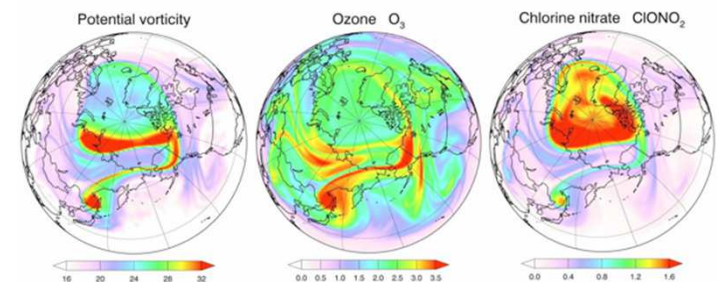 Potential vorticity
Ozone O₃
Chlorine nitrate ClONO₂
16 20 24 28 32
0.0 0.5 1.0 1.5 2.0 2.5 3.0 3.5
0.0 0.4 0.8 1.2 1.6